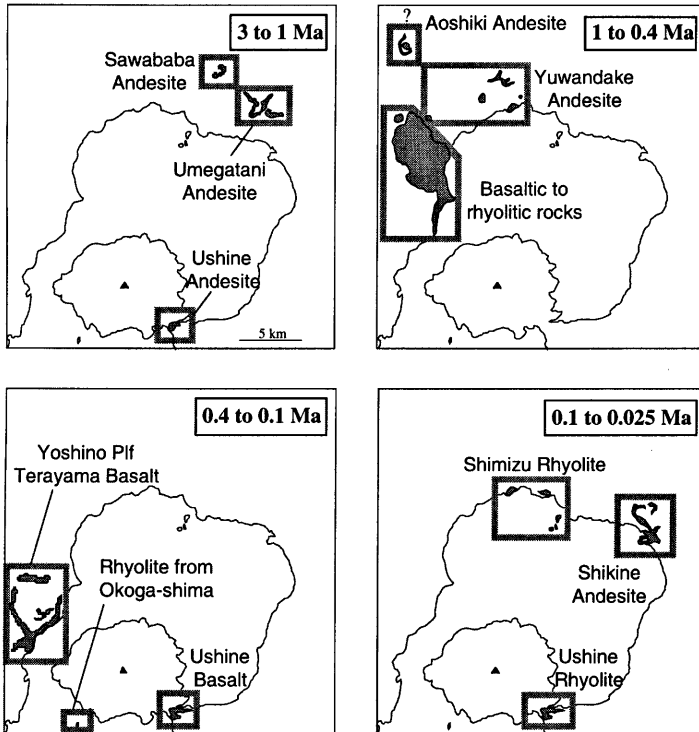 3 to 1 Ma
Sawababa
Andesite
Umegatani
Andesite
Ushine
Andesite
5 km
?
Aoshiki Andesite
1 to 0.4 Ma
Yuwandake
Andesite
Basaltic to
rhyolitic rocks
0.4 to 0.1 Ma
Yoshino Plf
Terayama Basalt
Rhyolite from
Okoga-shima
Ushine
Basalt
0.1 to 0.025 Ma
Shimizu Rhyolite
Shikine
Andesite
Ushine
Rhyolite